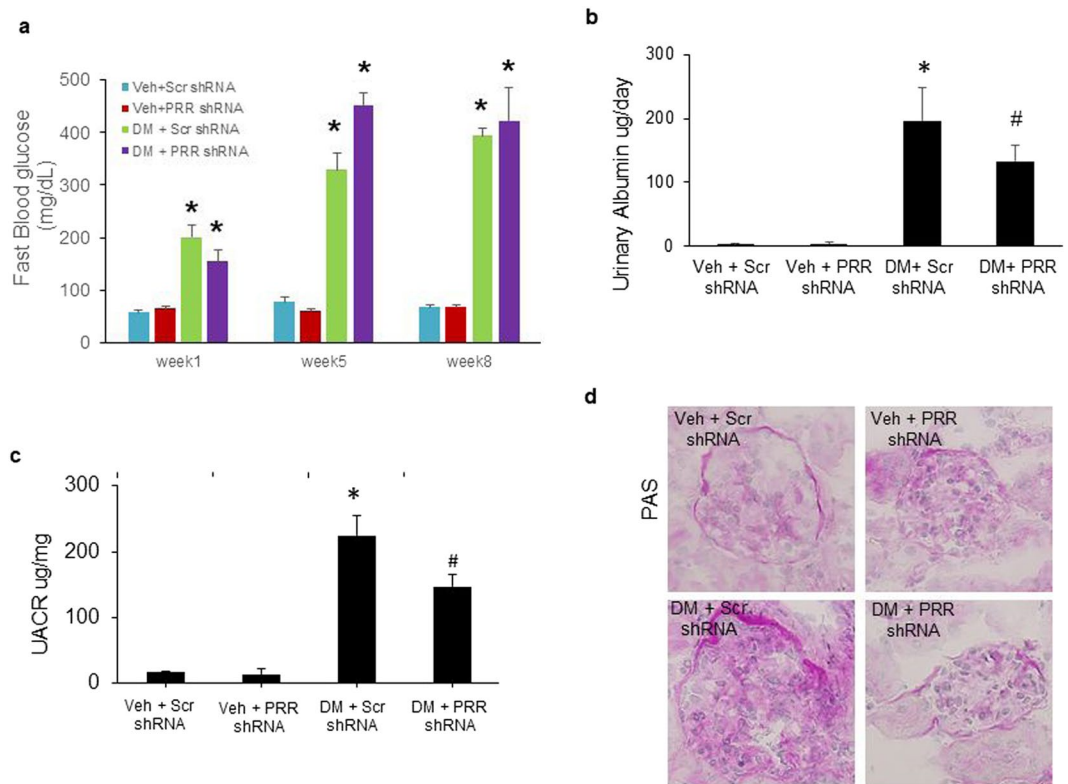 a
Fast Blood glucose
(mg/dL)
500
400
300
200
100
0
Veh+Scr shRNA
Veh+PRR shRNA
DM + Scr shRNA
DM + PRR shRNA
*
*
*
*
*
*
week1
week5
week8
b
Urinary Albumin ug/day
300
200
100
0
*
#
Veh + Scr
shRNA
Veh + PRR
shRNA
DM+ Scr
shRNA
DM+ PRR
shRNA
c
UACR ug/mg
300
200
100
0
*
#
Veh + Scr
shRNA
Veh + PRR
shRNA
DM + Scr
shRNA
DM + PRR
shRNA
d
PAS
Veh + Scr
shRNA
Veh + PRR
shRNA
DM + Scr
shRNA
DM + PRR
shRNA